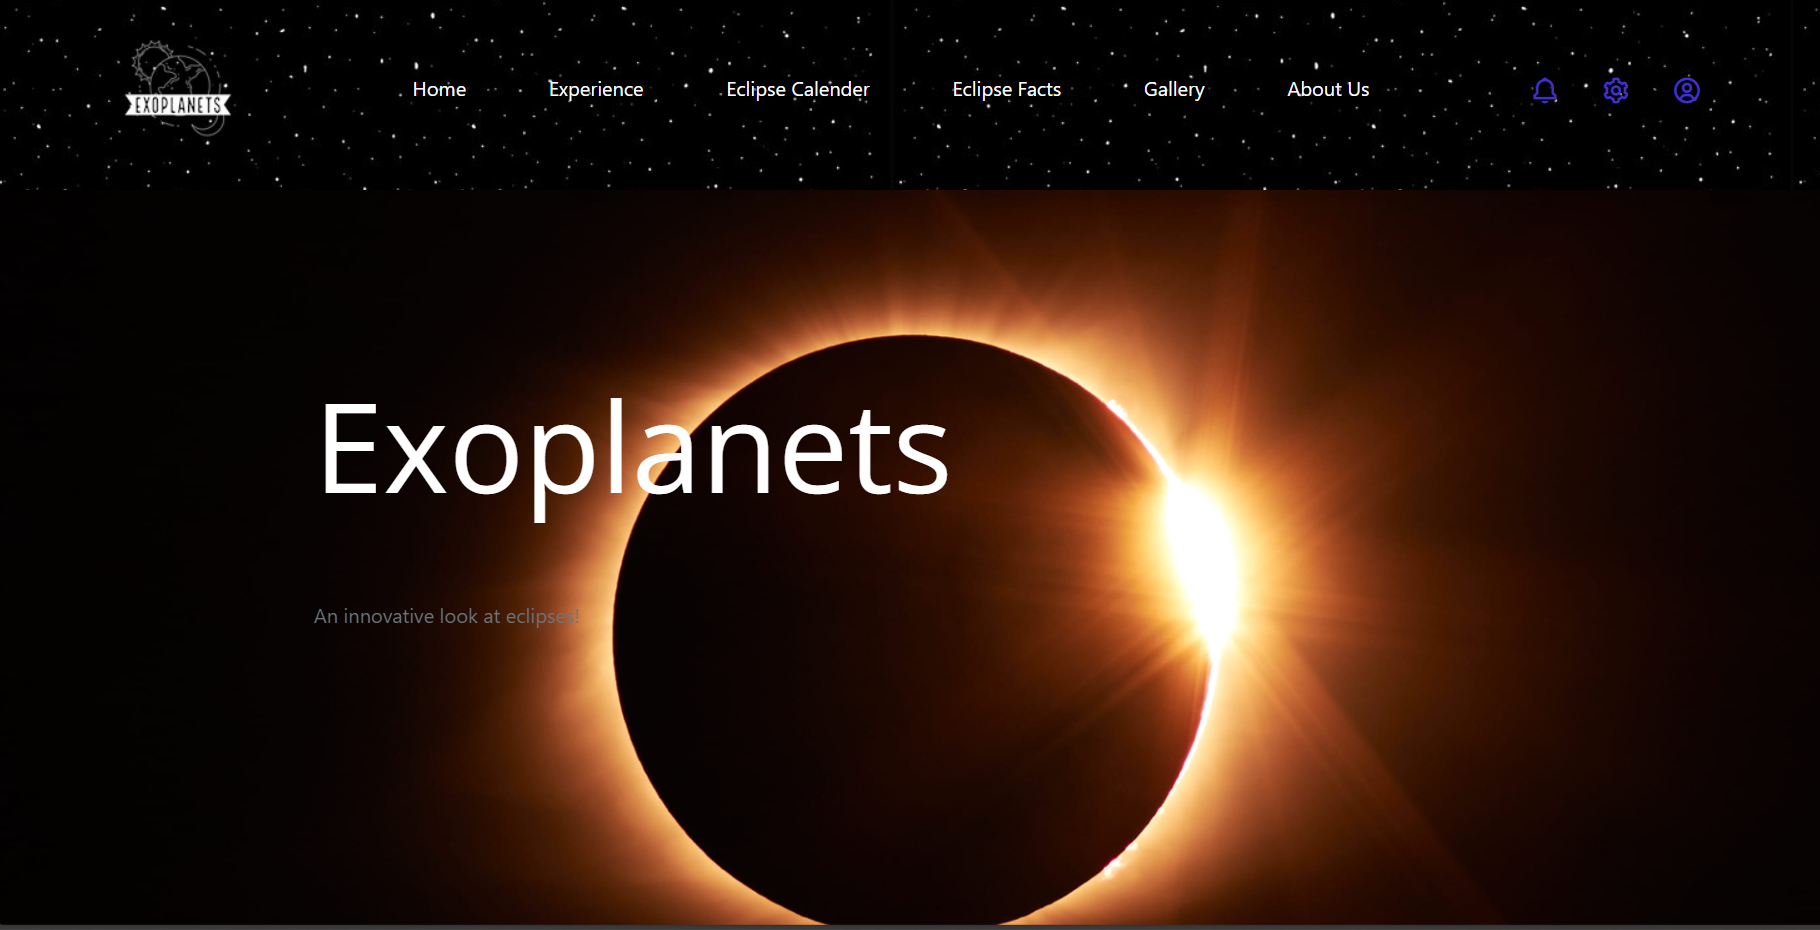 EXOPLANETS
Home Experience Eclipse Calender Eclipse Facts Gallery About Us
Exoplanets
An innovative look at eclipses!